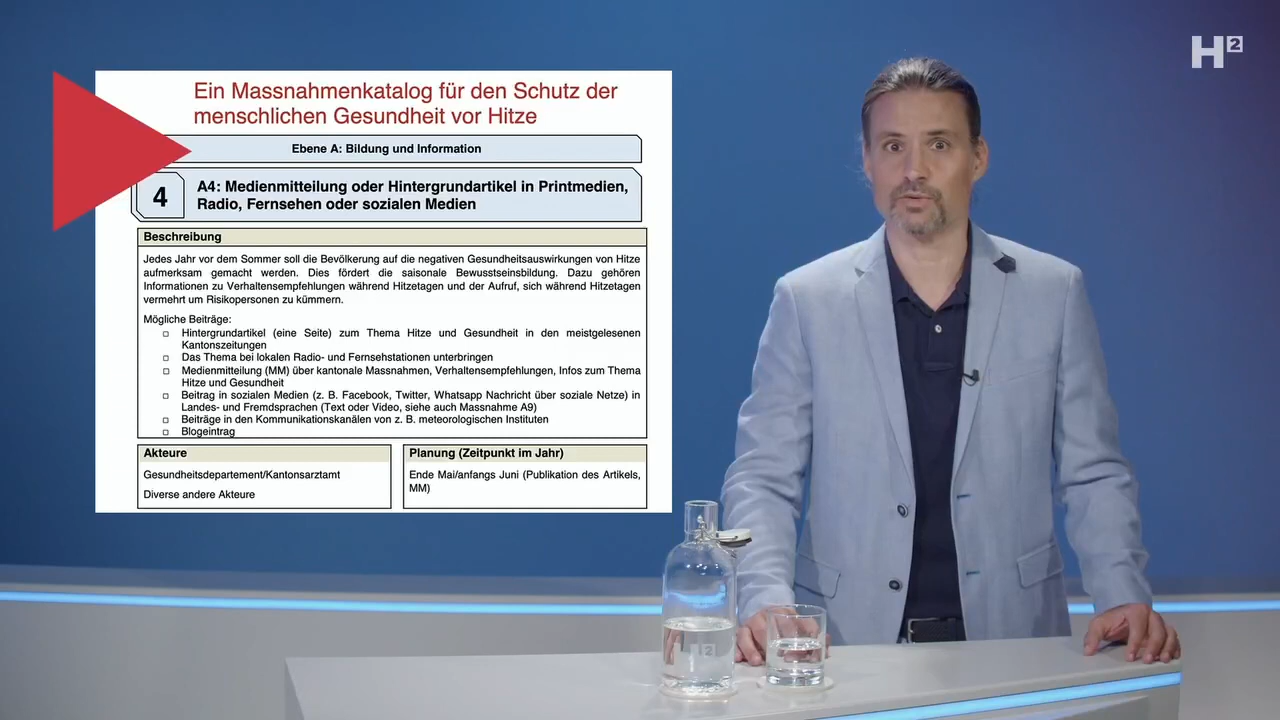 H2
Ein Massnahmenkatalog für den Schutz der
menschlichen Gesundheit vor Hitze
Ebene A: Bildung und Information
4
A4: Medienmitteilung oder Hintergrundartikel in Printmedien,
Radio, Fernsehen oder sozialen Medien
Beschreibung
Jedes Jahr vor dem Sommer soll die Bevölkerung auf die negativen Gesundheitsauswirkungen von Hitze
aufmerksam gemacht werden. Dies fördert die saisonale Bewusstseinsbildung. Dazu gehören
Informationen zu Verhaltensempfehlungen während Hitzetagen und der Aufruf, sich während Hitzetagen
vermehrt um Risikopersonen zu kümmern.
Mögliche Beiträge:
Hintergrundartikel (eine Seite) zum Thema Hitze und Gesundheit in den meistgelesenen
Kantonszeitungen
Das Thema bei lokalen Radio- und Fernsehstationen unterbringen
Medienmitteilung (MM) über kantonale Massnahmen, Verhaltensempfehlungen, Infos zum Thema
Hitze und Gesundheit
Beitrag in sozialen Medien (z. B. Facebook, Twitter, Whatsapp Nachricht über soziale Netze) in
Landes- und Fremdsprachen (Text oder Video, siehe auch Massnahme A9)
Beiträge in den Kommunikationskanälen von z. B. meteorologischen Instituten
Blogeintrag
Akteure
Gesundheitsdepartement/Kantonsarztamt
Diverse andere Akteure
Planung (Zeitpunkt im Jahr)
Ende Mai/anfangs Juni (Publikation des Artikels,
MM)
H2